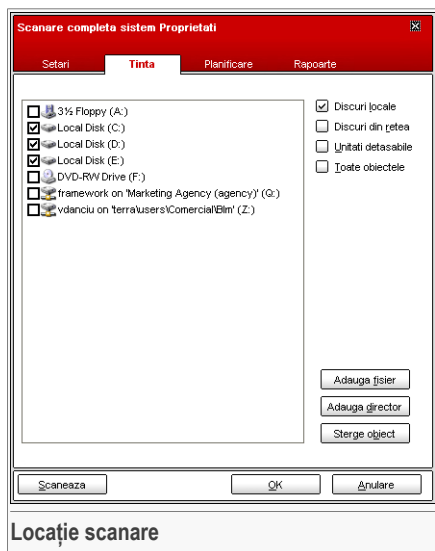 Scanare completa sistem Proprietati
Setari Tinta Planificare Rapoarte
3½ Floppy (A:)
Local Disk (C:)
Local Disk (D:)
Local Disk (E:)
DVD-RW Drive (F:)
framework on 'Marketing Agency (agency)' (Q:)
vdanciu on 'terra\users\Comercial\Blm' (Z:)
Discuri locale
Discuri din retea
Unitati detasabile
Toate obiectele
Adauga fisier
Adauga director
Sterge obiect
Scaneaza OK Anulare
Locație scanare